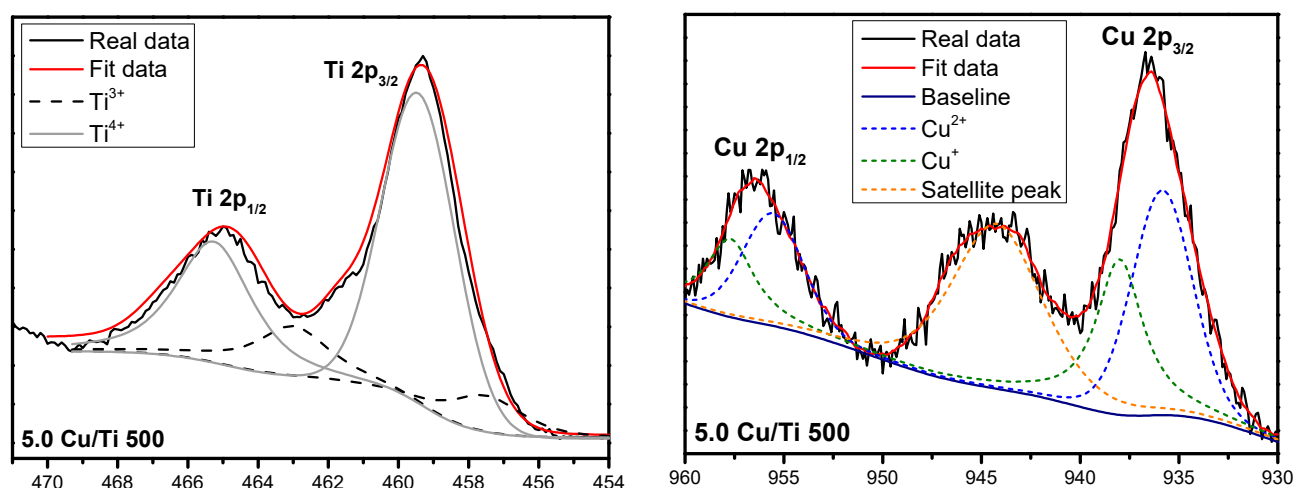 Real data
Fit data
Ti³⁺
Ti⁴⁺
Ti 2p₃/₂
Ti 2p₁/₂
5.0 Cu/Ti 500
470 468 466 464 462 460 458 456 454
Real data
Fit data
Baseline
Cu²⁺
Cu⁺
Satellite peak
Cu 2p₃/₂
Cu 2p₁/₂
5.0 Cu/Ti 500
960 955 950 945 940 935 930